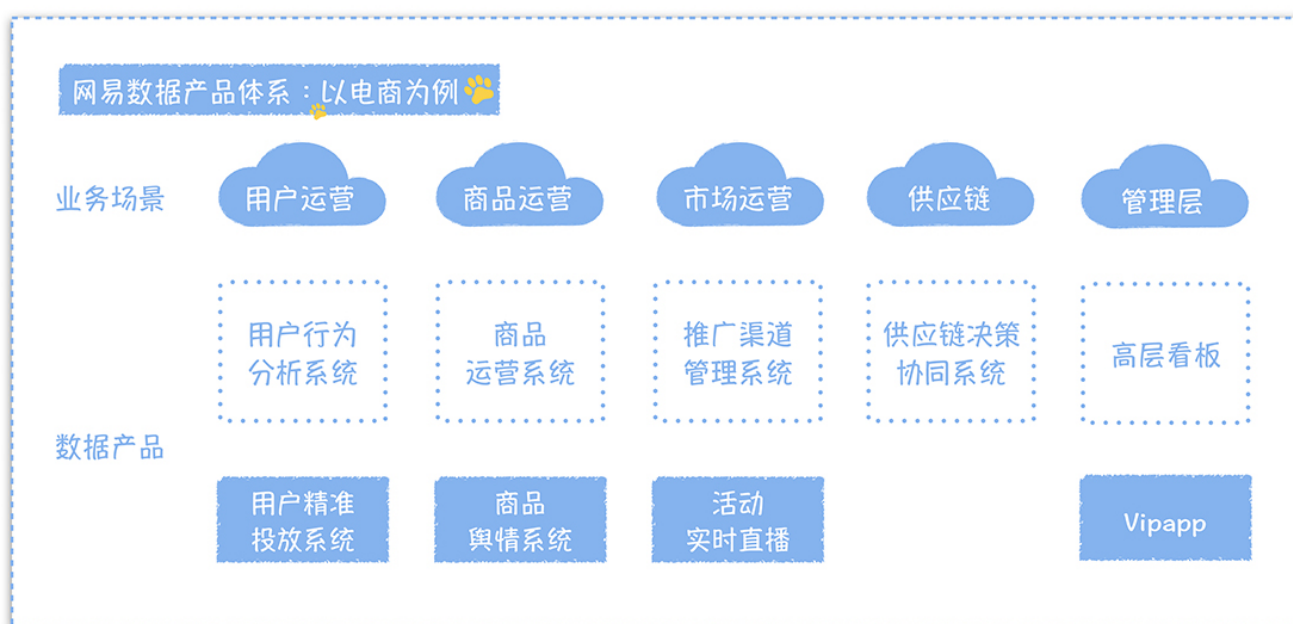 网易数据产品体系：以电商为例
业务场景
用户运营
商品运营
市场运营
供应链
管理层
数据产品
用户行为
分析系统
商品
运营系统
推广渠道
管理系统
供应链决策
协同系统
高层看板
用户精准
投放系统
商品
舆情系统
活动
实时直播
Vipapp